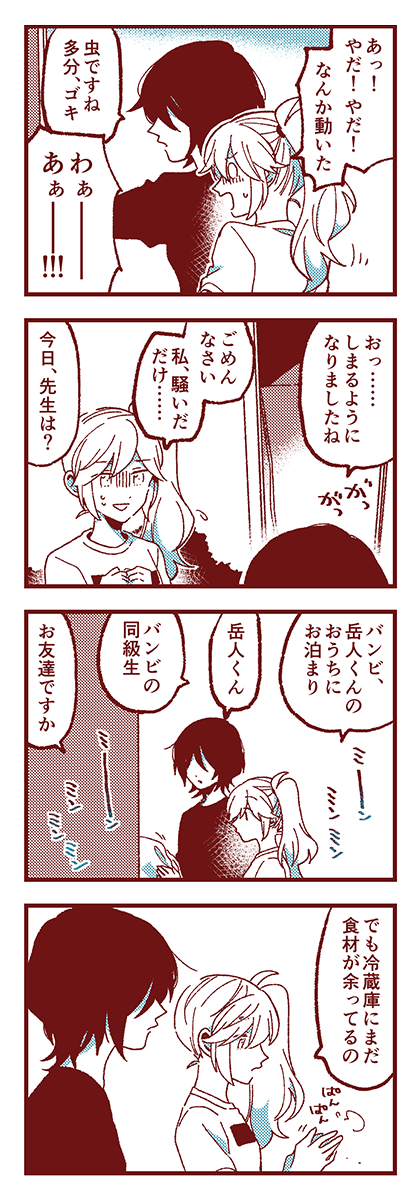 あっ！
やだ！やだ！
なんか動いた
虫ですね
多分、ゴキ
わぁ━━━
あぁ━━━!!!
おっ……
しまるように
なりましたね
がっ
がっ
ごめん
なさい
私、騒いだ
だけ……
今日、先生は？
バンビ、
岳人くんの
おうちに
お泊まり
岳人くん
バンビの
同級生
お友達ですか
ミーーン
ミンミン
ミーーン
ミン
ミン
でも冷蔵庫にまだ
食材が余ってるの
ぱん
ぱん